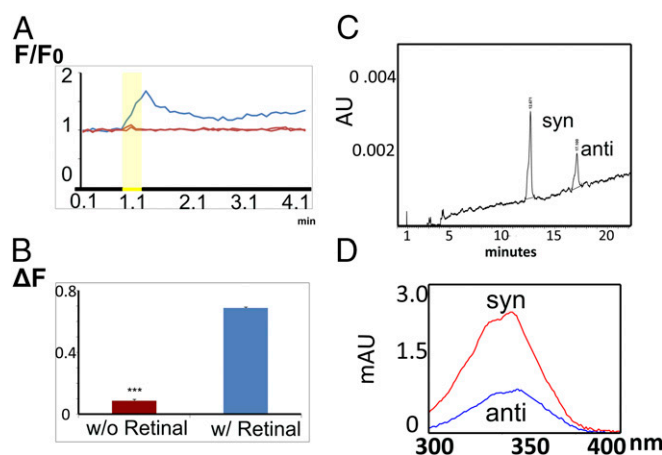 A
F/F0
2
1
0
0.1 1.1 2.1 3.1 4.1
min
B
ΔF
0.8
0.4
0
***
w/o Retinal w/ Retinal
C
0.004
AU
0.002
syn
anti
1 5 10 15 20
minutes
D
3.0
mAU
1.5
0
syn
anti
300 350 400 nm